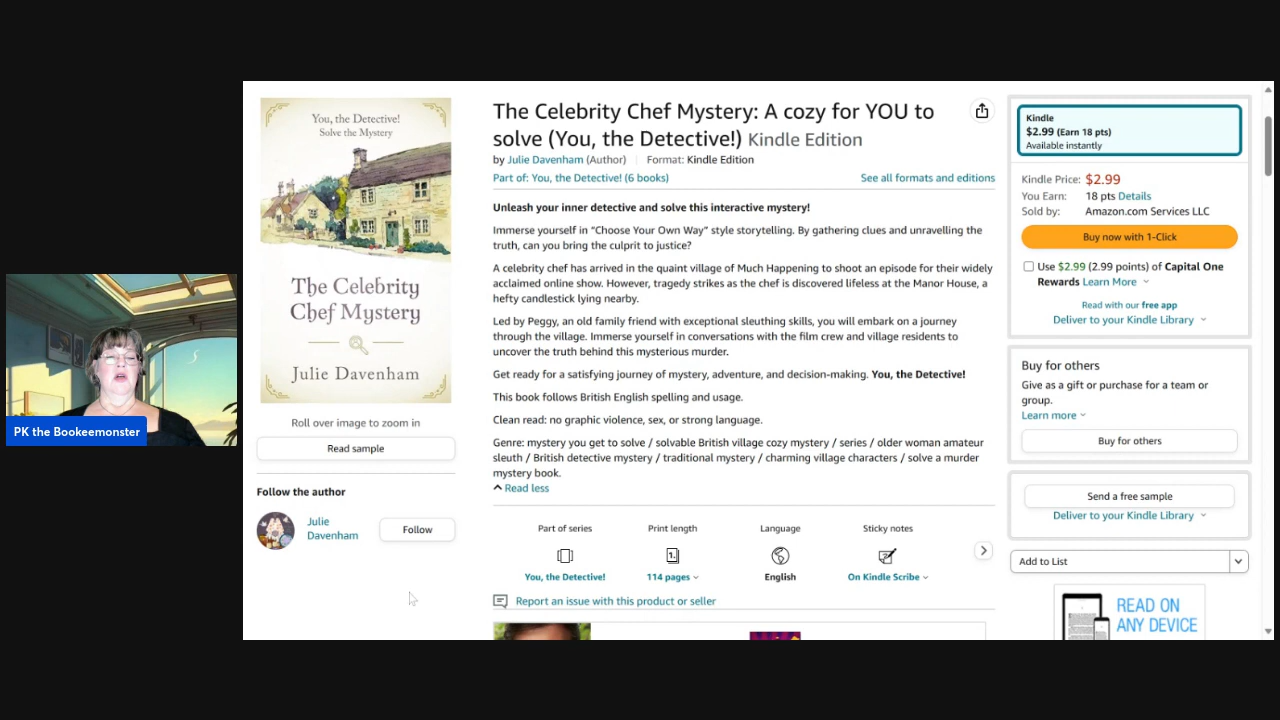 PK the Bookeemonster
You, the Detective!
Solve the Mystery
The Celebrity
Chef Mystery
Julie Davenham
Roll over image to zoom in
Read sample
Follow the author
Julie
Davenham
Follow
The Celebrity Chef Mystery: A cozy for YOU to
solve (You, the Detective!) Kindle Edition
by Julie Davenham (Author) Format: Kindle Edition
Part of: You, the Detective! (6 books)
See all formats and editions
Unleash your inner detective and solve this interactive mystery!
Immerse yourself in “Choose Your Own Way” style storytelling. By gathering clues and unravelling the
truth, can you bring the culprit to justice?
A celebrity chef has arrived in the quaint village of Much Happening to shoot an episode for their widely
acclaimed online show. However, tragedy strikes as the chef is discovered lifeless at the Manor House, a
hefty candlestick lying nearby.
Led by Peggy, an old family friend with exceptional sleuthing skills, you will embark on a journey
through the village. Immerse yourself in conversations with the film crew and village residents to
uncover the truth behind this mysterious murder.
Get ready for a satisfying journey of mystery, adventure, and decision-making. You, the Detective!
This book follows British English spelling and usage.
Clean read: no graphic violence, sex, or strong language.
Genre: mystery you get to solve / solvable British village cozy mystery / series / older woman amateur
sleuth / British detective mystery / traditional mystery / charming village characters / solve a murder
mystery book.
Read less
Part of series
You, the Detective!
Print length
1.
114 pages
Language
English
Sticky notes
On Kindle Scribe
Report an issue with this product or seller
Kindle
$2.99 (Earn 18 pts)
Available instantly
Kindle Price: $2.99
You Earn: 18 pts Details
Sold by: Amazon.com Services LLC
Buy now with 1-Click
Use $2.99 (2.99 points) of Capital One
Rewards Learn More
Read with our free app
Deliver to your Kindle Library
Buy for others
Give as a gift or purchase for a team or
group.
Learn more
Buy for others
Send a free sample
Deliver to your Kindle Library
Add to List
READ ON
ANY DEVICE